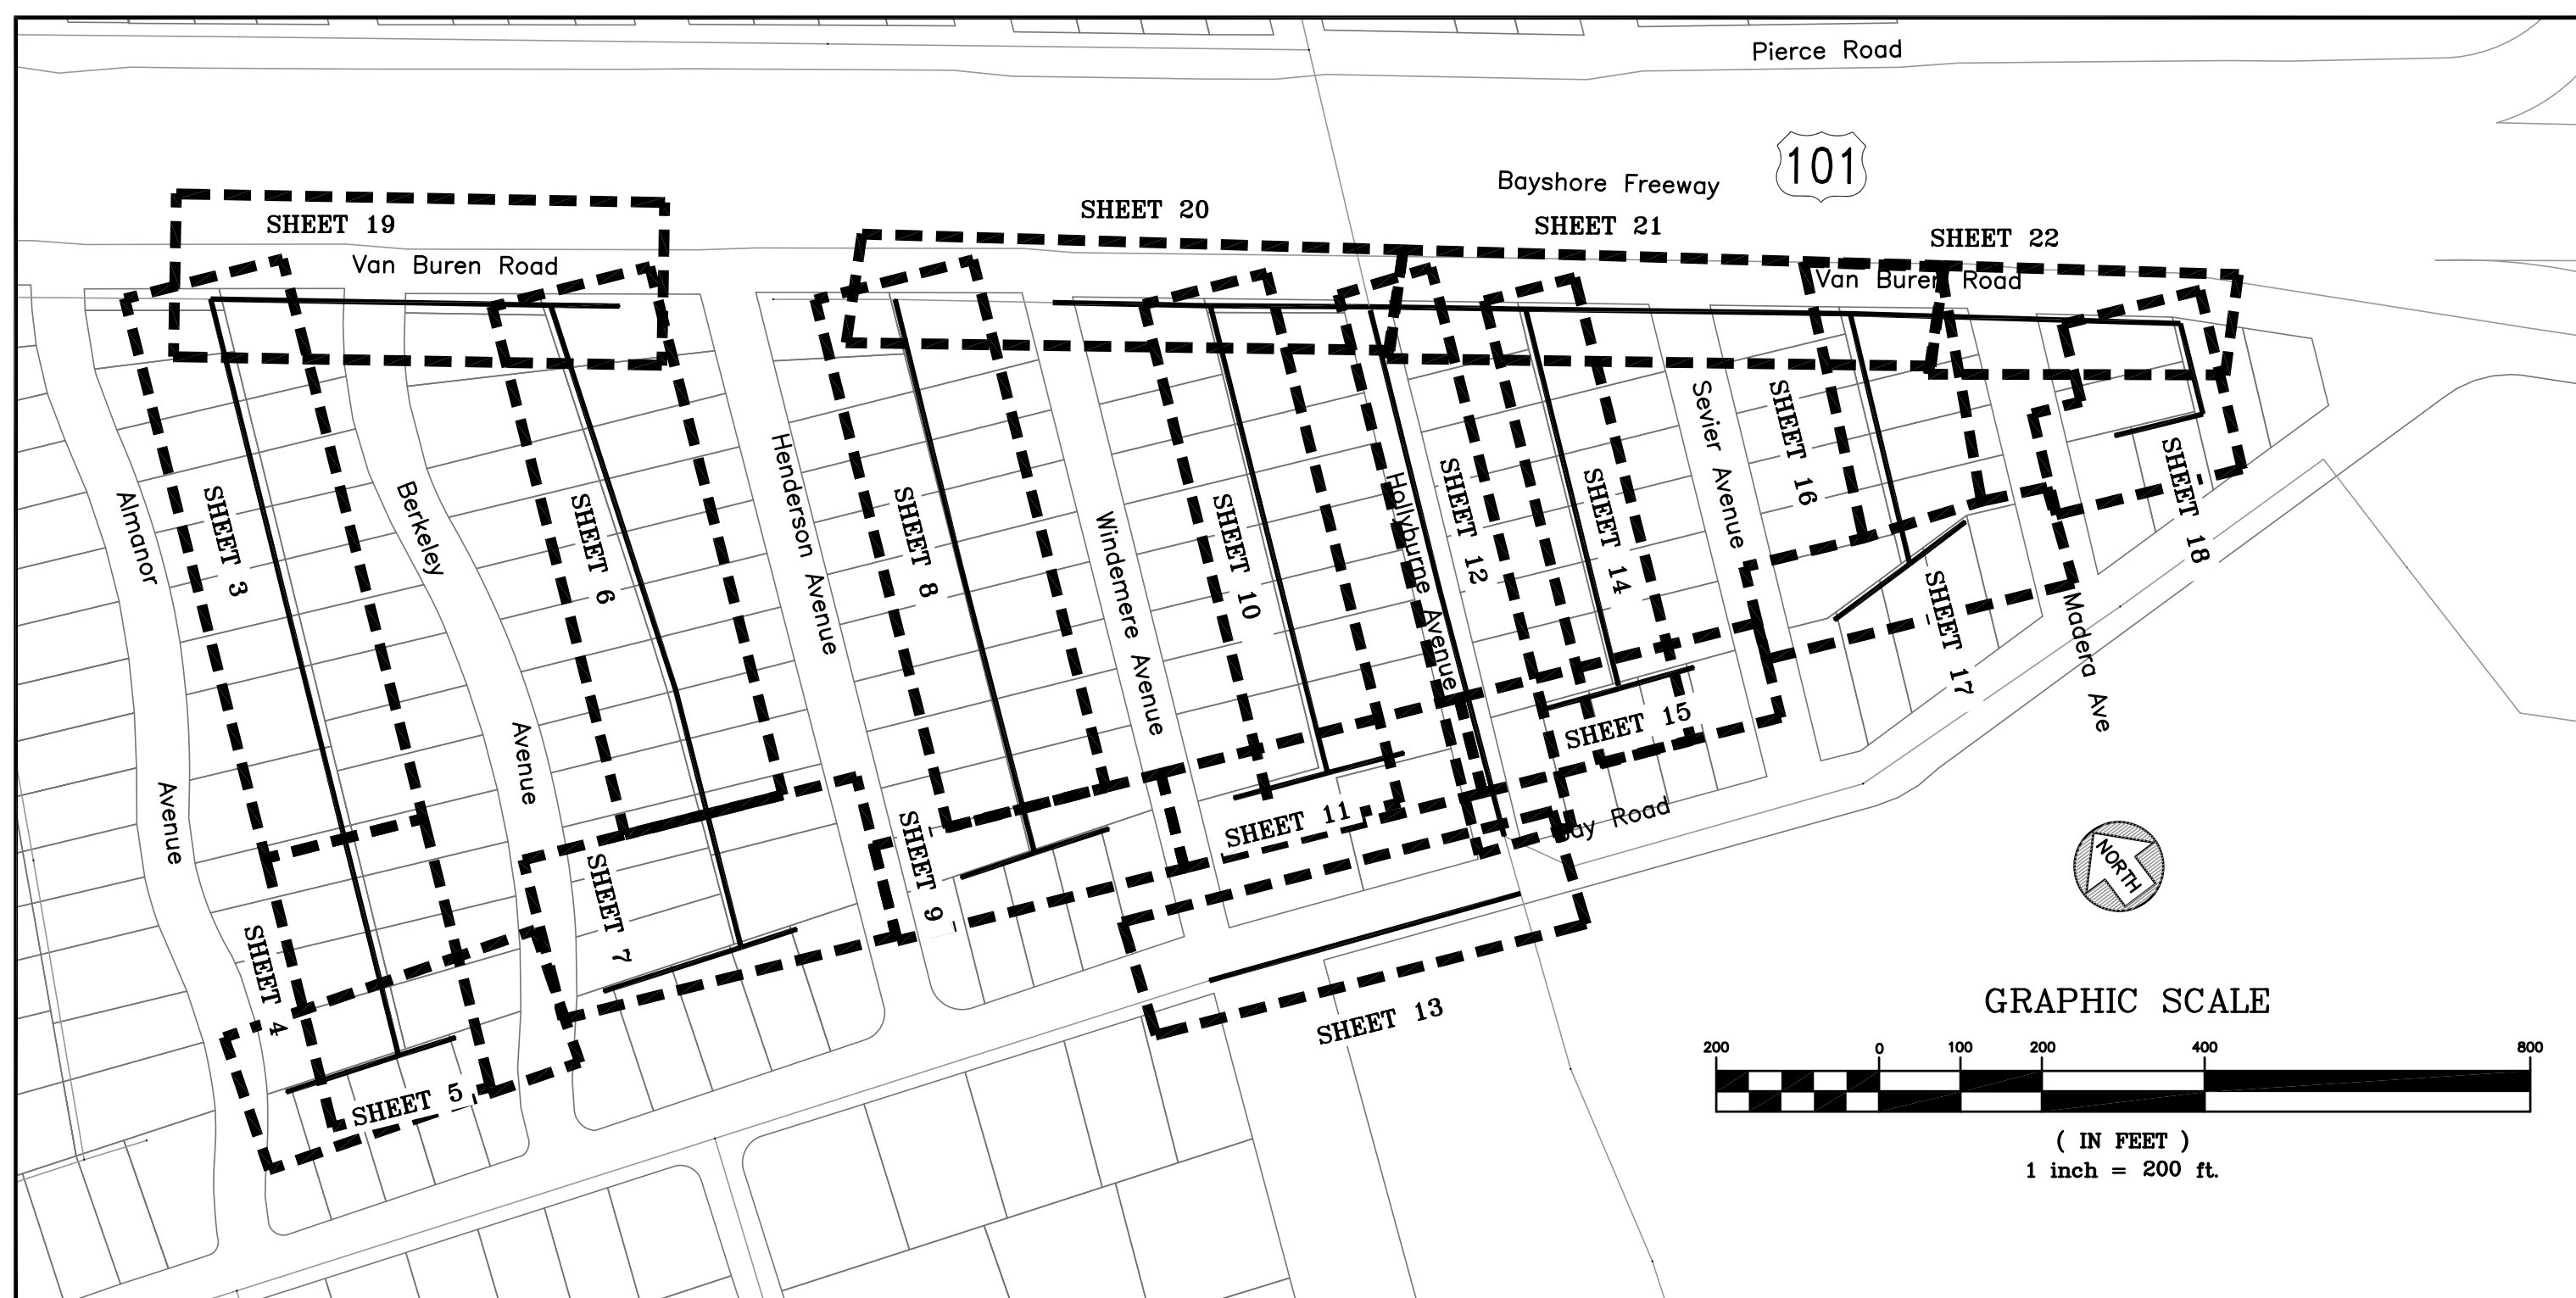 Pierce Road
101
Bayshore Freeway
SHEET 19
SHEET 20
SHEET 21
SHEET 22
Van Buren Road
Van Buren Road
Almanor
Avenue
SHEET 3
Berkeley
Avenue
SHEET 6
Henderson Avenue
SHEET 8
Windemere Avenue
SHEET 10
Hollyburne Avenue
SHEET 12
SHEET 14
Sevier Avenue
SHEET 16
SHEET 17
SHEET 18
Madera Ave
SHEET 4
SHEET 5
SHEET 7
SHEET 9
SHEET 11
SHEET 15
Bay Road
SHEET 13
NORTH
GRAPHIC SCALE
200 0 100 200 400 800
( IN FEET )
1 inch = 200 ft.